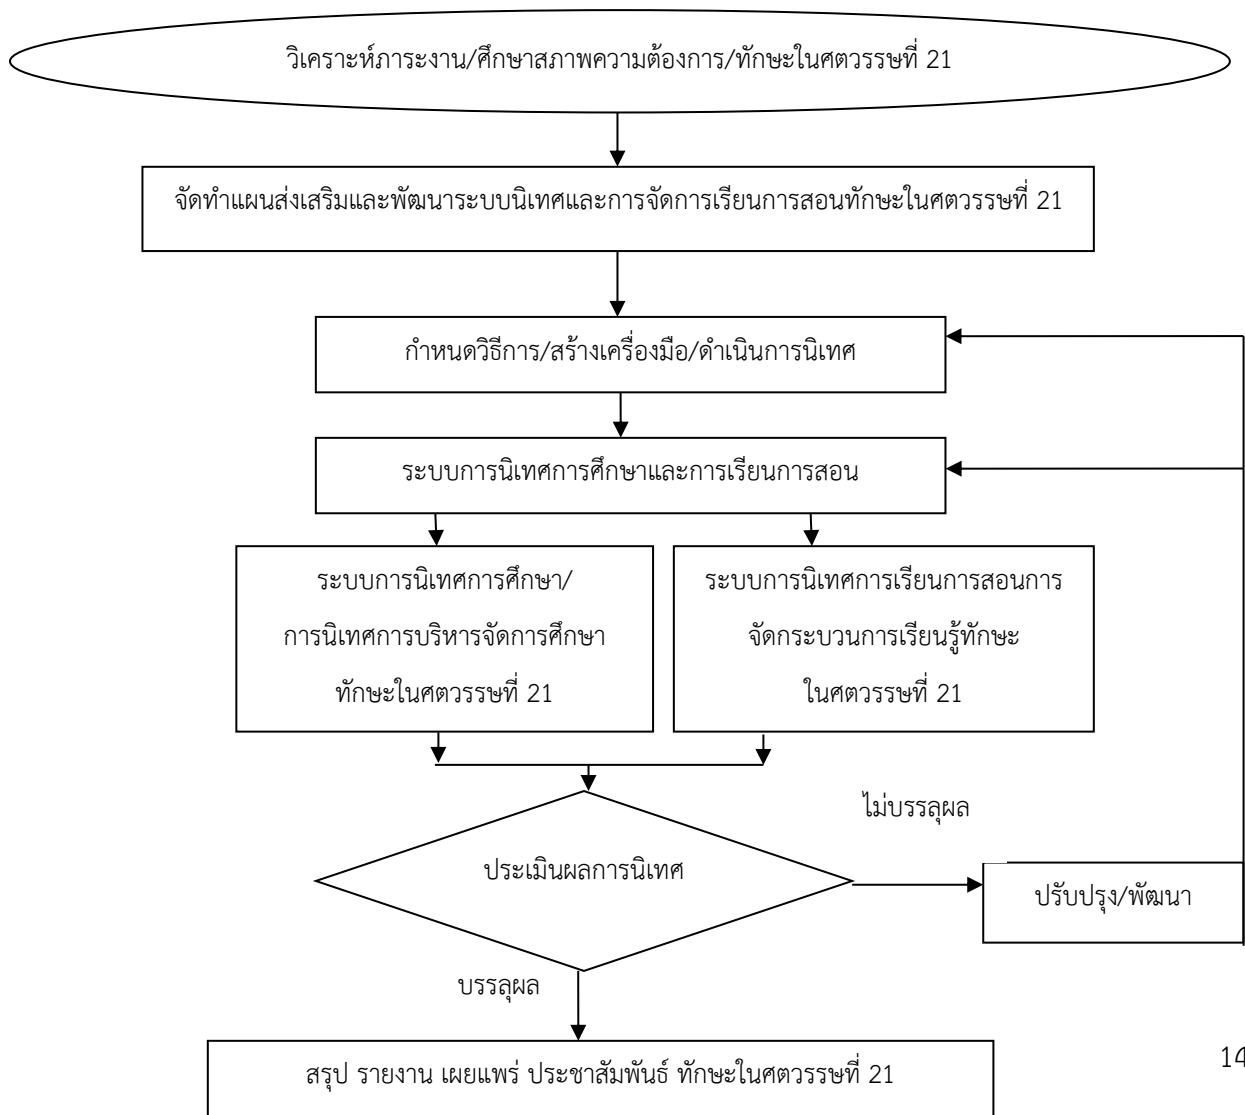 วิเคราะห์ภาระงาน/ศึกษาสภาพความต้องการ/ทักษะในศตวรรษที่ 21
จัดทำแผนส่งเสริมและพัฒนาระบบนิเทศและการจัดการเรียนการสอนทักษะในศตวรรษที่ 21
กำหนดวิธีการ/สร้างเครื่องมือ/ดำเนินการนิเทศ
ระบบการนิเทศการศึกษาและการเรียนการสอน
ระบบการนิเทศการศึกษา/
การนิเทศการบริหารจัดการศึกษา
ทักษะในศตวรรษที่ 21
ระบบการนิเทศการเรียนการสอนการ
จัดกระบวนการเรียนรู้ทักษะ
ในศตวรรษที่ 21
ไม่บรรลุผล
ประเมินผลการนิเทศ
ปรับปรุง/พัฒนา
บรรลุผล
สรุป รายงาน เผยแพร่ ประชาสัมพันธ์ ทักษะในศตวรรษที่ 21
14